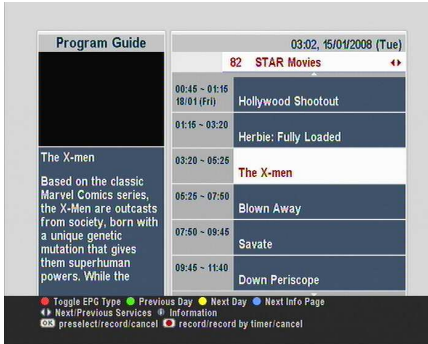 Program Guide
03:02, 15/01/2008 (Tue)
82 STAR Movies
00:45 ~ 01:15
18/01 (Fri)
Hollywood Shootout
01:15 ~ 03:20
Herbie: Fully Loaded
03:20 ~ 05:25
The X-men
05:25 ~ 07:50
Blown Away
07:50 ~ 09:45
Savate
09:45 ~ 11:40
Down Periscope
The X-men
Based on the classic
Marvel Comics series,
the X-Men are outcasts
from society, born with
a unique genetic
mutation that gives
them superhuman
powers. While the
Toggle EPG Type Previous Day Next Day Next Info Page
Next/Previous Services Information
OK preselect/record/cancel record/record by timer/cancel